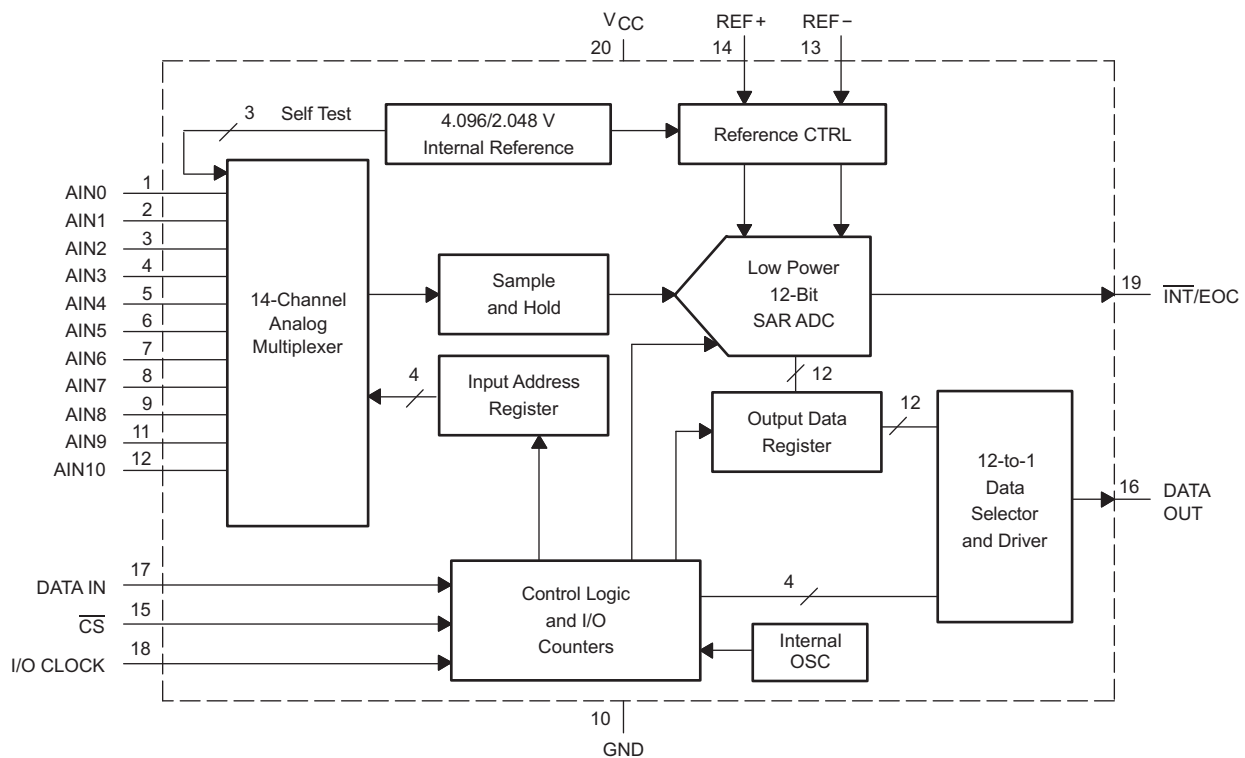 VCC
REF+
REF−
20
14
13
3
Self Test
4.096/2.048 V
Internal Reference
Reference CTRL
AIN0
1
AIN1
2
AIN2
3
AIN3
4
AIN4
5
AIN5
6
AIN6
7
AIN7
8
AIN8
9
AIN9
11
AIN10
12
14-Channel
Analog
Multiplexer
Sample
and Hold
Low Power
12-Bit
SAR ADC
19
INT/EOC
4
Input Address
Register
12
Output Data
Register
12
12-to-1
Data
Selector
and Driver
16
DATA
OUT
DATA IN
17
CS
15
I/O CLOCK
18
Control Logic
and I/O
Counters
4
Internal
OSC
10
GND